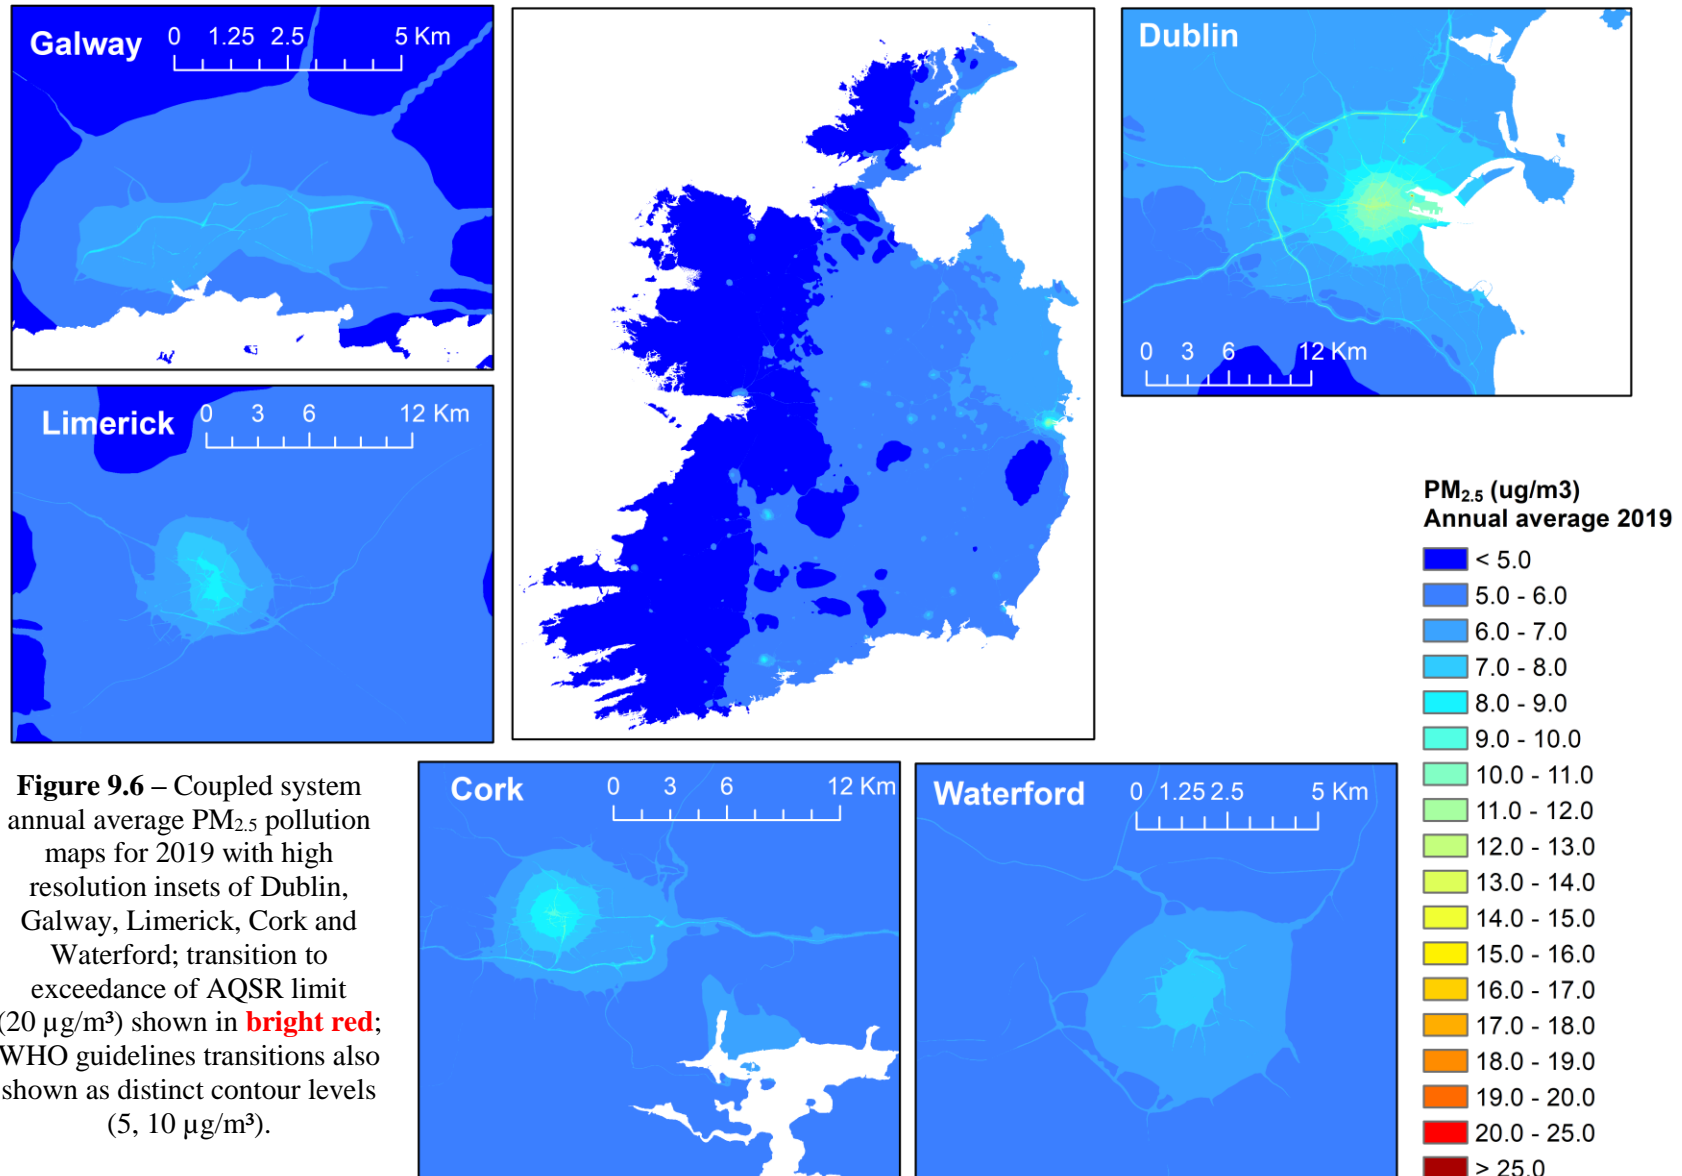 Galway
0 1.25 2.5 5 Km
Dublin
0 3 6 12 Km
Limerick
0 3 6 12 Km
PM2.5 (ug/m3)
Annual average 2019
< 5.0
5.0 - 6.0
6.0 - 7.0
7.0 - 8.0
8.0 - 9.0
9.0 - 10.0
10.0 - 11.0
11.0 - 12.0
12.0 - 13.0
13.0 - 14.0
14.0 - 15.0
15.0 - 16.0
16.0 - 17.0
17.0 - 18.0
18.0 - 19.0
19.0 - 20.0
20.0 - 25.0
> 25.0
Figure 9.6 – Coupled system
annual average PM2.5 pollution
maps for 2019 with high
resolution insets of Dublin,
Galway, Limerick, Cork and
Waterford; transition to
exceedance of AQSR limit
(20 µg/m³) shown in bright red;
WHO guidelines transitions also
shown as distinct contour levels
(5, 10 µg/m³).
Cork
0 3 6 12 Km
Waterford
0 1.25 2.5 5 Km